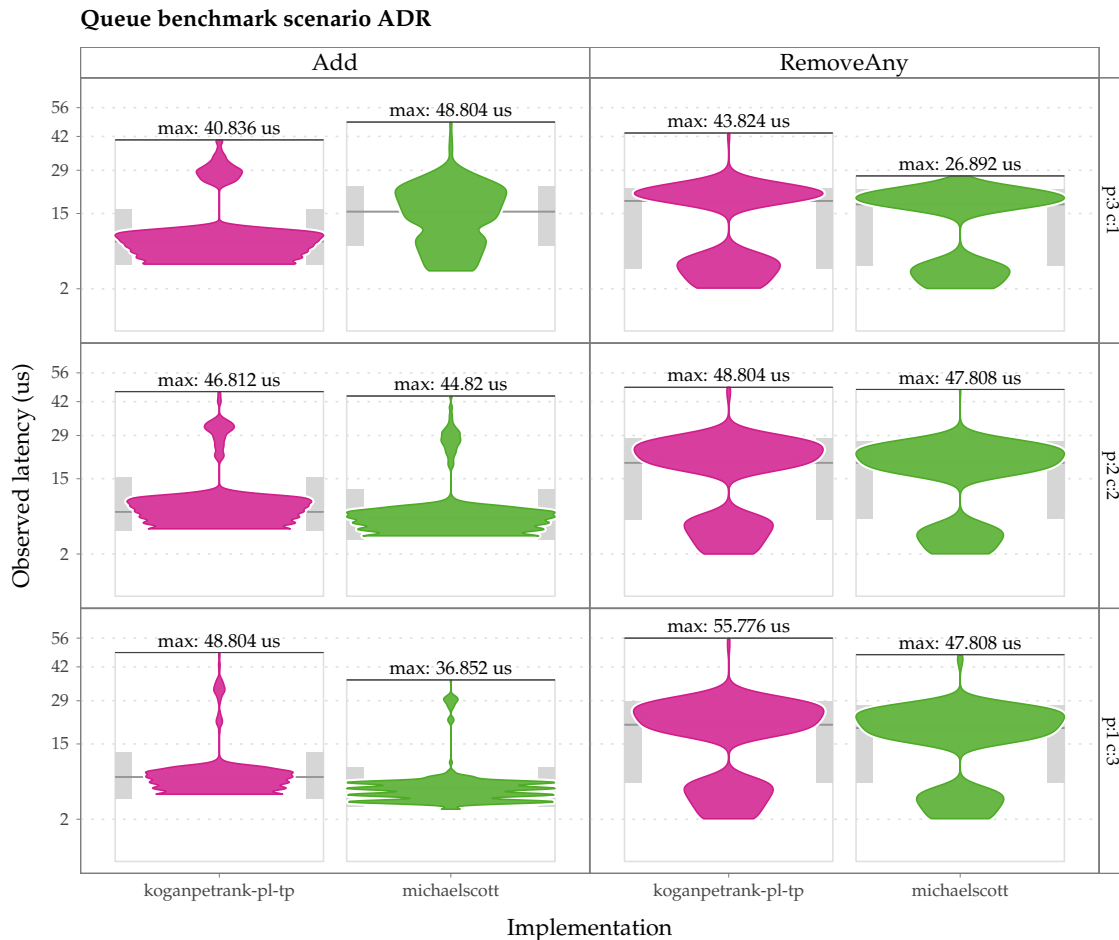 Queue benchmark scenario ADR
Add
RemoveAny
Observed latency (us)
56
42
29
15
2
max: 40.836 us
max: 48.804 us
max: 43.824 us
max: 26.892 us
p:3 c:1
56
42
29
15
2
max: 46.812 us
max: 44.82 us
max: 48.804 us
max: 47.808 us
p:2 c:2
56
42
29
15
2
max: 48.804 us
max: 36.852 us
max: 55.776 us
max: 47.808 us
p:1 c:3
koganpetrank-pl-tp
michaelscott
koganpetrank-pl-tp
michaelscott
Implementation